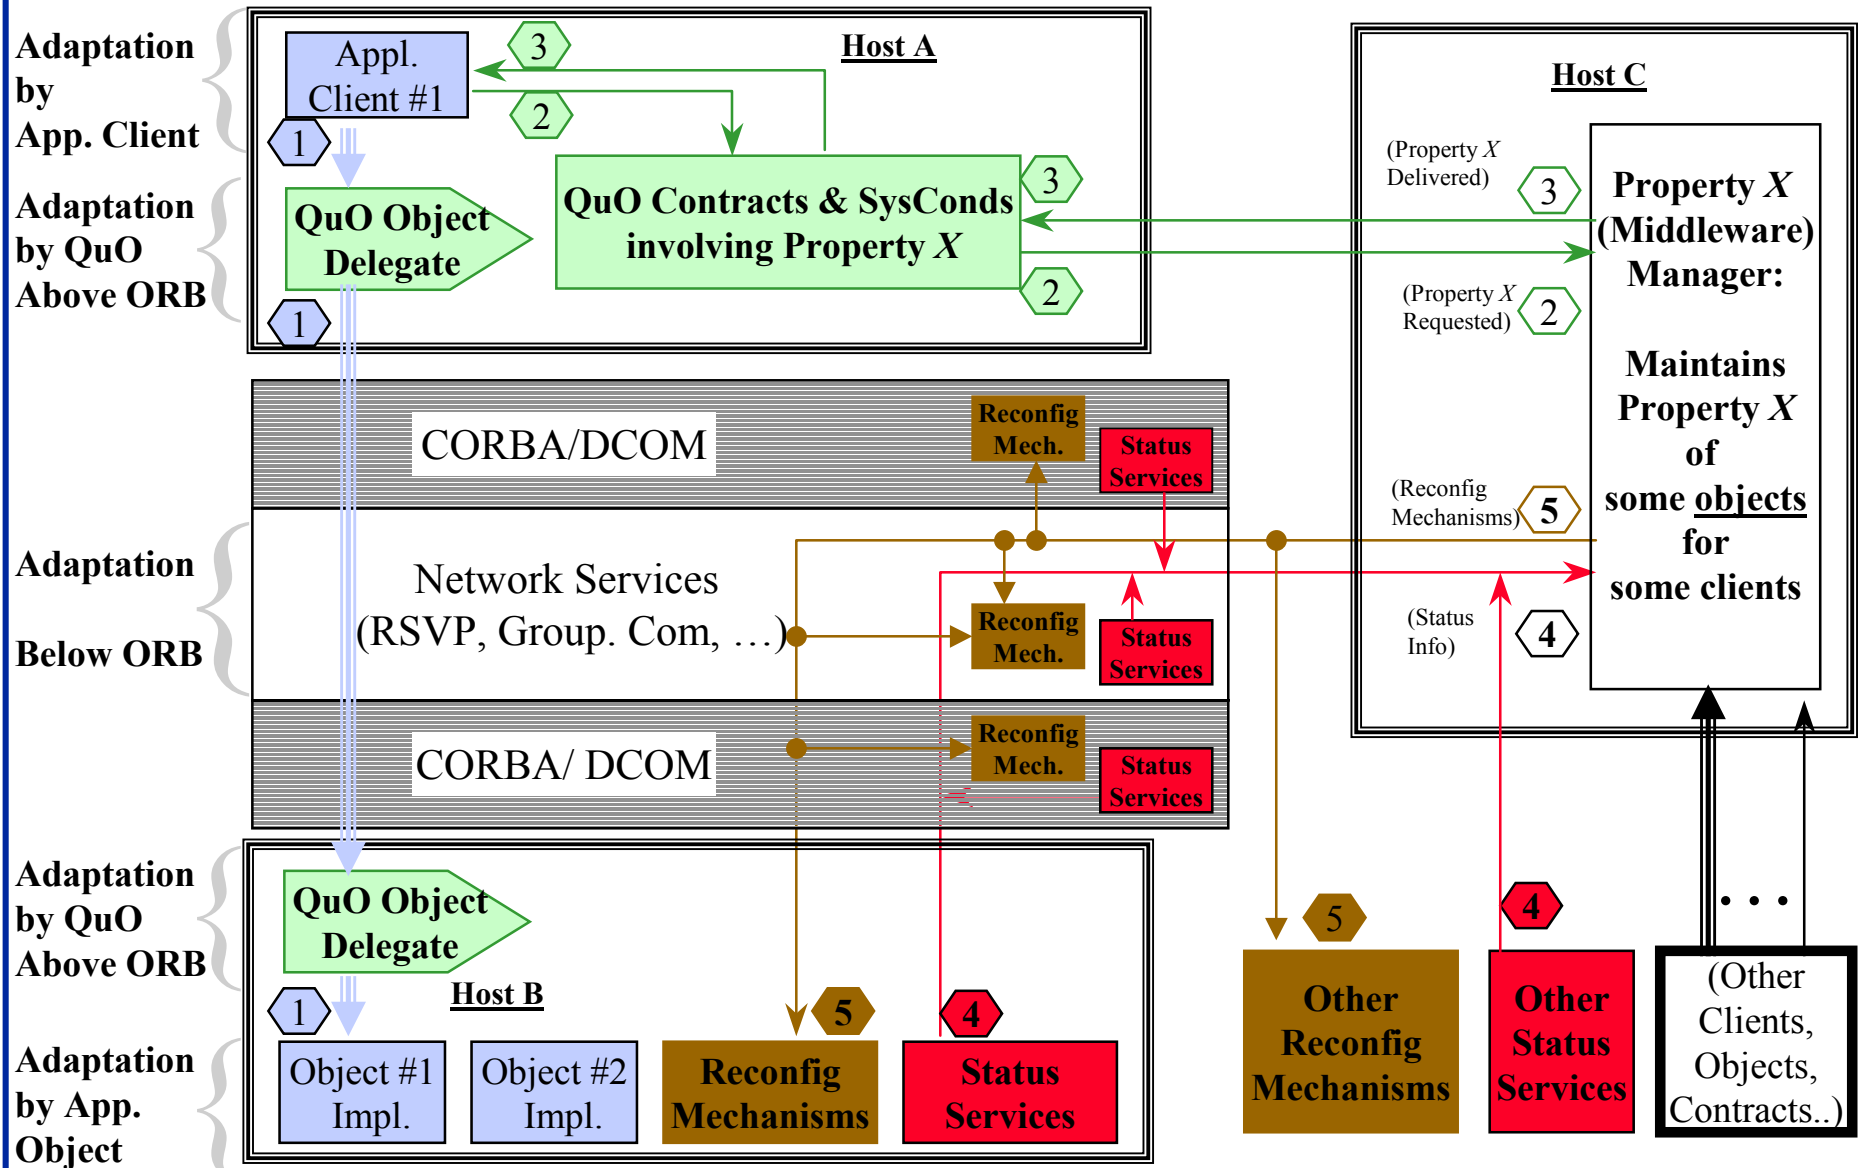 Adaptation
by
App. Client
Adaptation
by QuO
Above ORB
Adaptation
Below ORB
Adaptation
by QuO
Above ORB
Adaptation
by App.
Object
Host A
Appl.
Client #1
3
2
1
QuO Object
Delegate
1
QuO Contracts & SysConds
involving Property X
3
2
Host C
(Property X
Delivered)
3
(Property X
Requested)
2
(Reconfig
Mechanisms)
5
(Status
Info)
4
Property X
(Middleware)
Manager:
Maintains
Property X
of
some objects
for
some clients
CORBA/DCOM
Reconfig
Mech.
Status
Services
Network Services
(RSVP, Group. Com, …)
Reconfig
Mech.
Status
Services
CORBA/ DCOM
Reconfig
Mech.
Status
Services
QuO Object
Delegate
Host B
1
5
4
Object #1
Impl.
Object #2
Impl.
Reconfig
Mechanisms
Status
Services
5
Other
Reconfig
Mechanisms
4
Other
Status
Services
. . .
(Other
Clients,
Objects,
Contracts..)